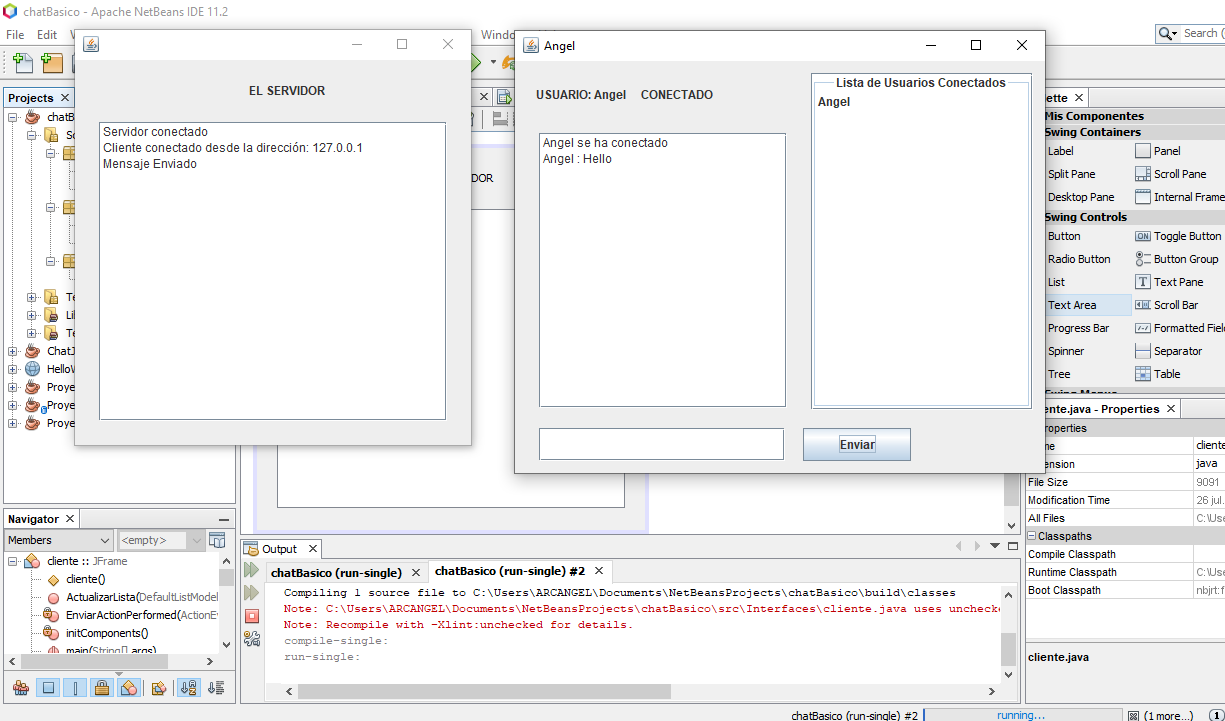 chatBasico - Apache NetBeans IDE 11.2
File Edit
Windo
Search (
EL SERVIDOR
Servidor conectado
Cliente conectado desde la dirección: 127.0.0.1
Mensaje Enviado
Angel
USUARIO: Angel CONECTADO
Angel se ha conectado
Angel : Hello
Enviar
Lista de Usuarios Conectados
Angel
Projects
chatB
So
Te
Lil
Te
ChatJ
HelloW
Proye
Proye
Proye
DOR
ette
Mis Componentes
Swing Containers
Label Panel
Split Pane Scroll Pane
Desktop Pane Internal Frame
Swing Controls
Button Toggle Button
Radio Button Button Group
List Text Pane
Text Area Scroll Bar
Progress Bar Formatted Fiel
Spinner Separator
Tree Table
ente.java - Properties
roperties
me cliente
ension java
File Size 9091
Modification Time 26 jul.
All Files C:\Use
Classpaths
Compile Classpath
Runtime Classpath C:\Use
Boot Classpath nbjrt:f
cliente.java
Navigator
Members <empty>
cliente :: JFrame
cliente()
ActualizarLista(DefaultListModel
EnviarActionPerformed(ActionEv
initComponents()
main(String[] args)
Output
chatBasico (run-single) chatBasico (run-single) #2
Compiling 1 source file to C:\Users\ARCANGEL\Documents\NetBeansProjects\chatBasico\build\classes
Note: C:\Users\ARCANGEL\Documents\NetBeansProjects\chatBasico\src\Interfaces\cliente.java uses unchecke
Note: Recompile with -Xlint:unchecked for details.
compile-single:
run-single:
chatBasico (run-single) #2 running... (1 more...) 1